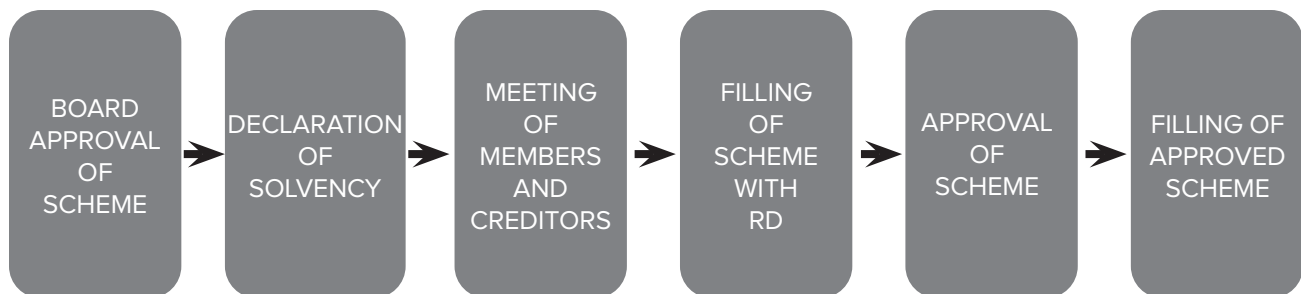 BOARD
APPROVAL
OF
SCHEME
DECLARATION
OF
SOLVENCY
MEETING
OF
MEMBERS
AND
CREDITORS
FILLING
OF
SCHEME
WITH
RD
APPROVAL
OF
SCHEME
FILLING OF
APPROVED
SCHEME